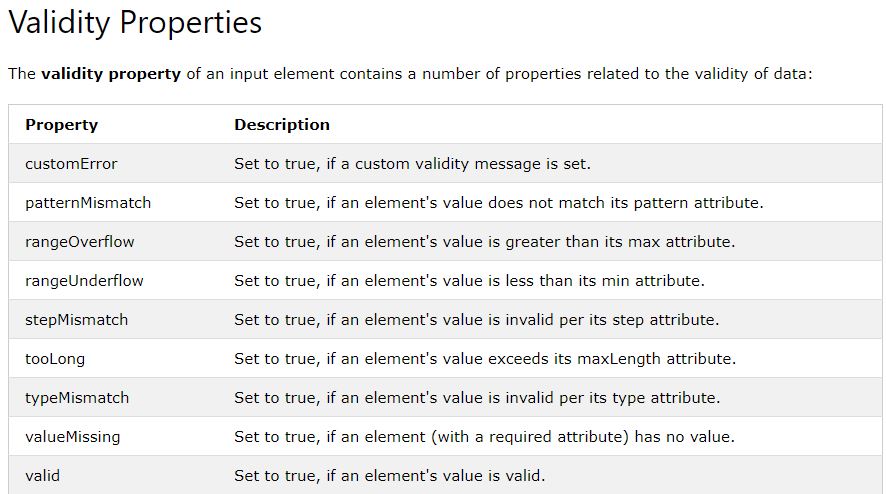 Validity Properties
The validity property of an input element contains a number of properties related to the validity of data:
Property Description
customError Set to true, if a custom validity message is set.
patternMismatch Set to true, if an element's value does not match its pattern attribute.
rangeOverflow Set to true, if an element's value is greater than its max attribute.
rangeUnderflow Set to true, if an element's value is less than its min attribute.
stepMismatch Set to true, if an element's value is invalid per its step attribute.
tooLong Set to true, if an element's value exceeds its maxLength attribute.
typeMismatch Set to true, if an element's value is invalid per its type attribute.
valueMissing Set to true, if an element (with a required attribute) has no value.
valid Set to true, if an element's value is valid.